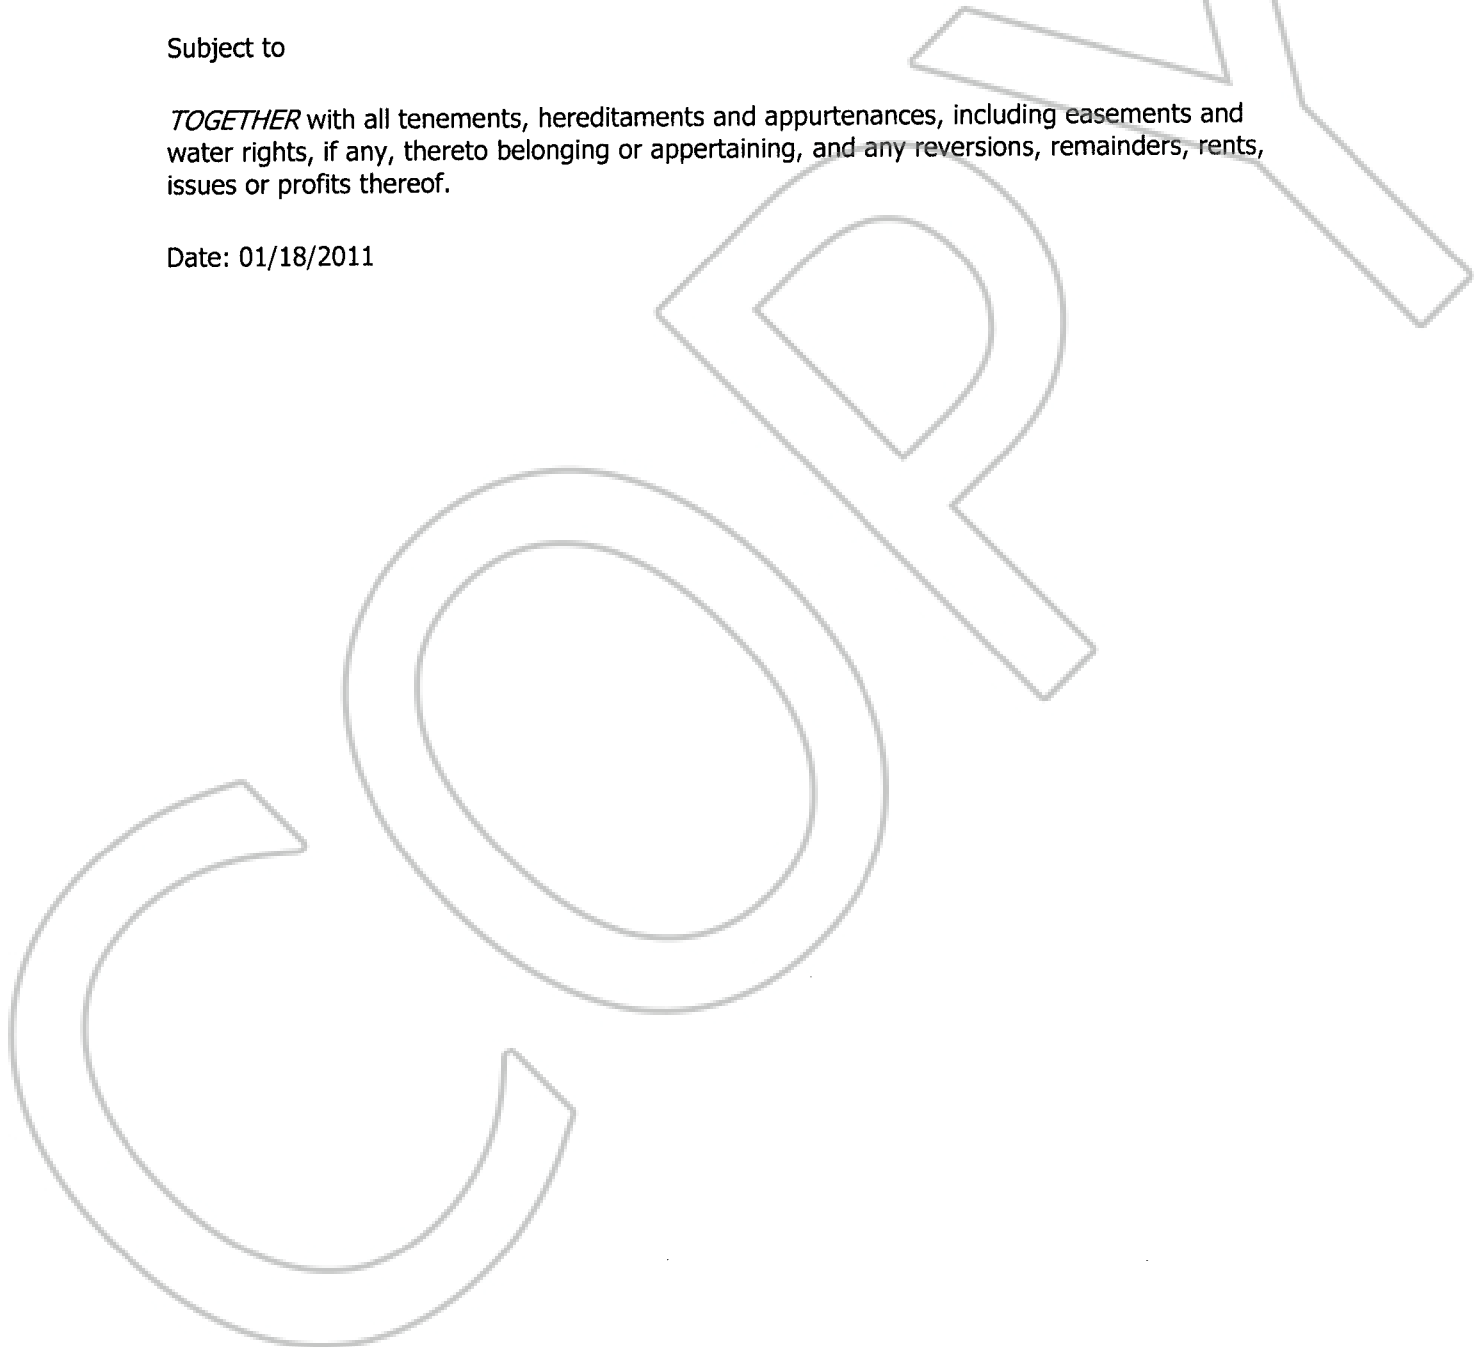 Subject to
TOGETHER with all tenements, hereditaments and appurtenances, including easements and
water rights, if any, thereto belonging or appertaining, and any reversions, remainders, rents,
issues or profits thereof.
Date: 01/18/2011
COPY